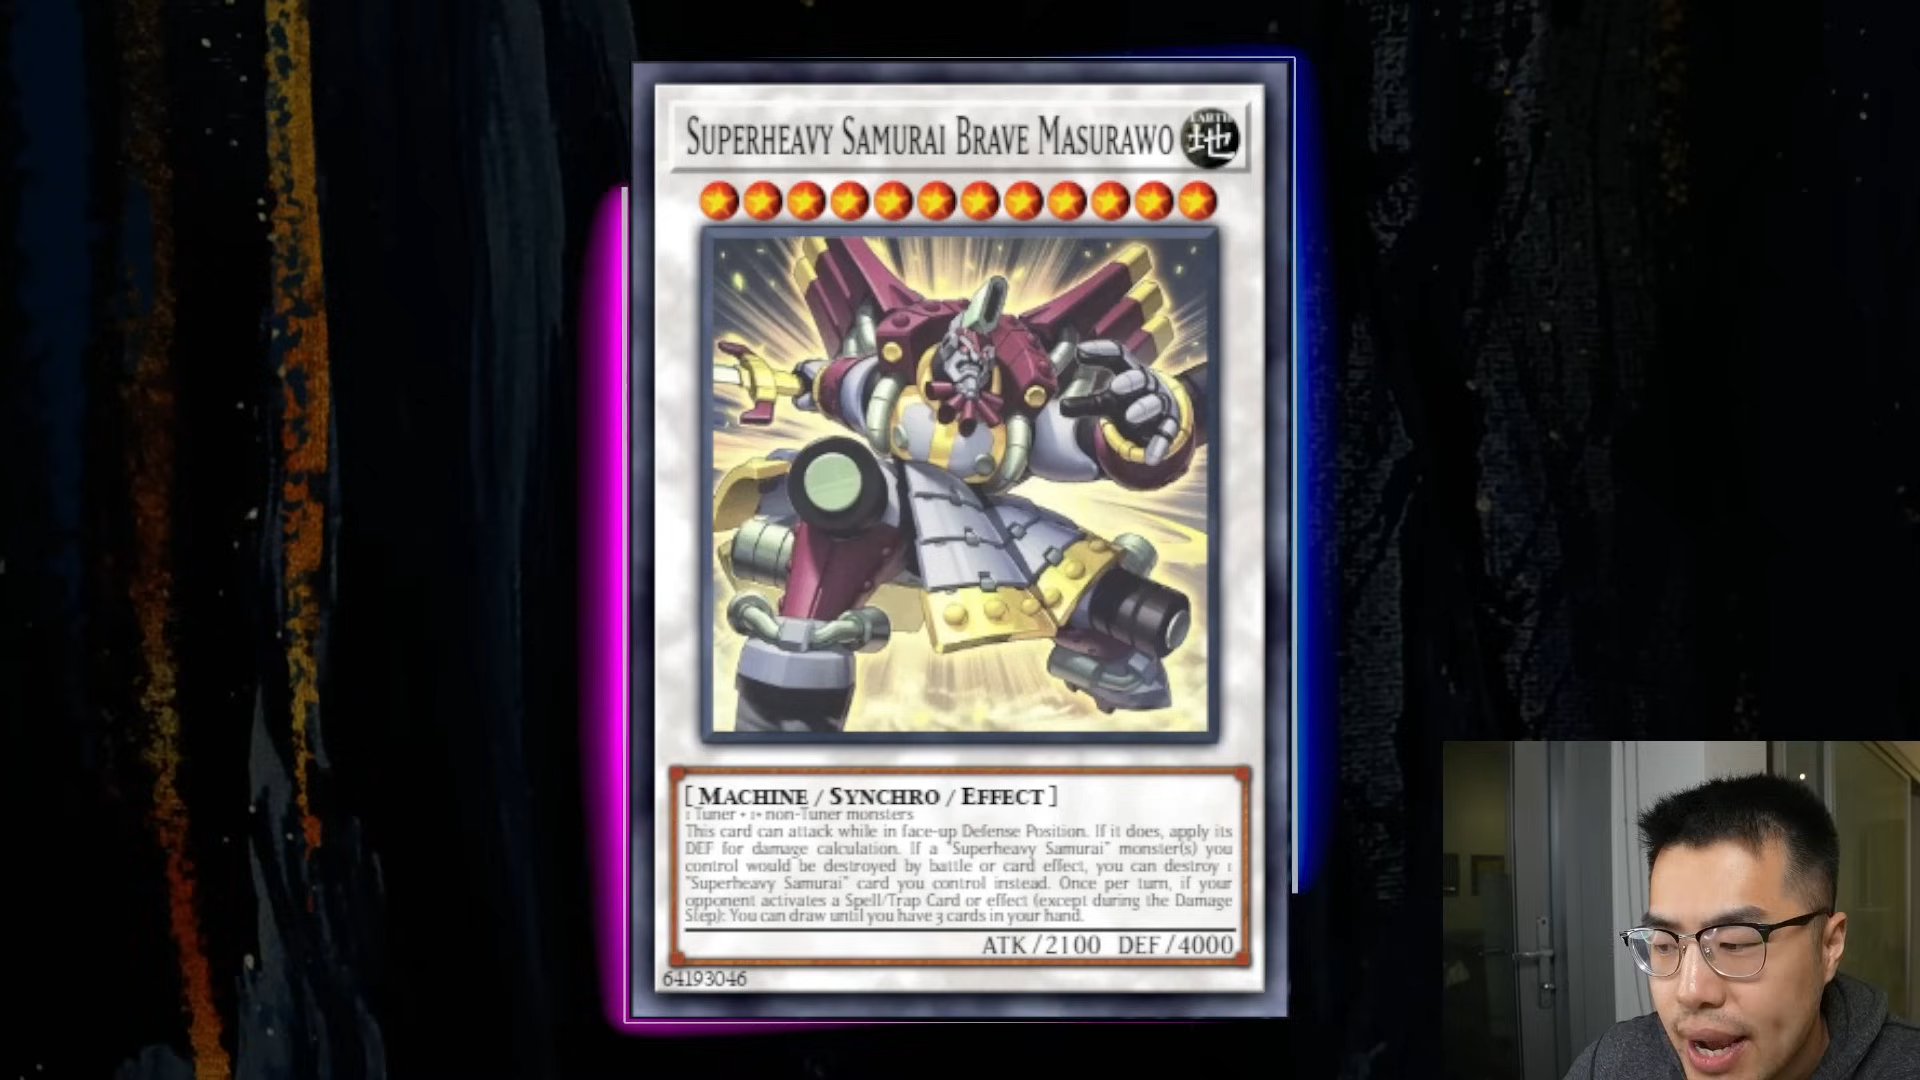 SUPERHEAVY SAMURAI BRAVE MASURAWO
EARTH
地
[ MACHINE / SYNCHRO / EFFECT ]
1 Tuner + 1+ non-Tuner monsters
This card can attack while in face-up Defense Position. If it does, apply its
DEF for damage calculation. If a "Superheavy Samurai" monster(s) you
control would be destroyed by battle or card effect, you can destroy 1
"Superheavy Samurai" card you control instead. Once per turn, if your
opponent activates a Spell/Trap Card or effect (except during the Damage
Step): You can draw until you have 3 cards in your hand.
ATK/2100 DEF/4000
64193046